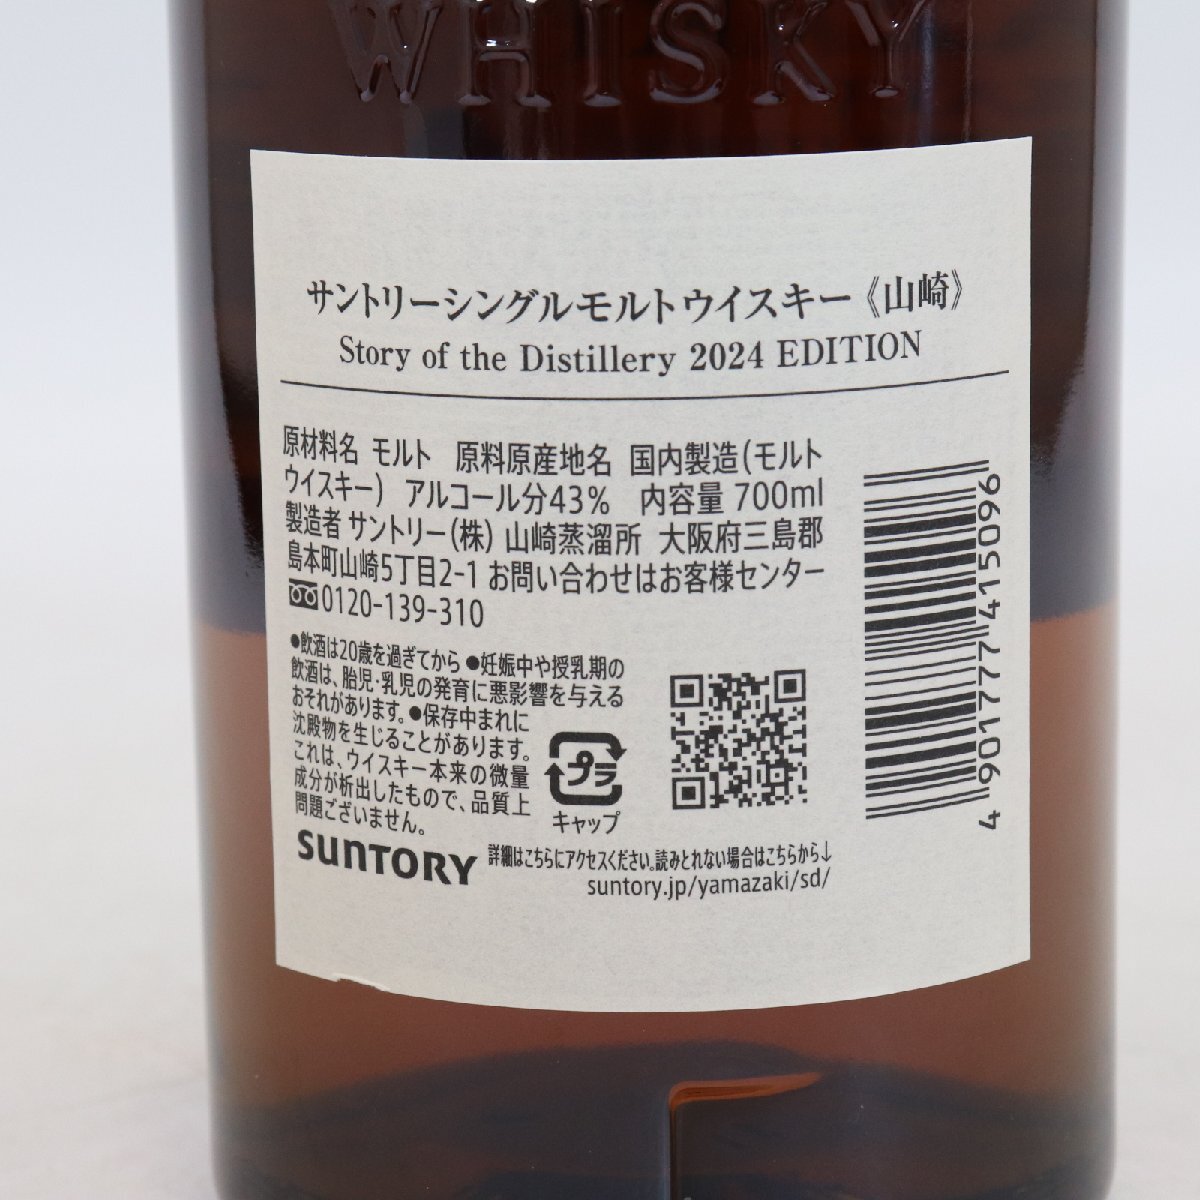 WHISKY
サントリーシングルモルトウイスキー《山崎》
Story of the Distillery 2024 EDITION
原材料名 モルト 原料原産地名 国内製造(モルト
ウイスキー) アルコール分43% 内容量 700ml
製造者 サントリー(株) 山崎蒸溜所 大阪府三島郡
島本町山崎5丁目2-1 お問い合わせはお客様センター
0120-139-310
●飲酒は20歳を過ぎてから ●妊娠中や授乳期の
飲酒は、胎児・乳児の発育に悪影響を与える
おそれがあります。●保存中まれに
沈殿物を生じることがあります。
これは、ウイスキー本来の微量
成分が析出したもので、品質上
問題ございません。
プラ
キャップ
SUNTORY
詳細はこちらにアクセスください。読みとれない場合はこちらから↓
suntory.jp/yamazaki/sd/
4 901777 415096